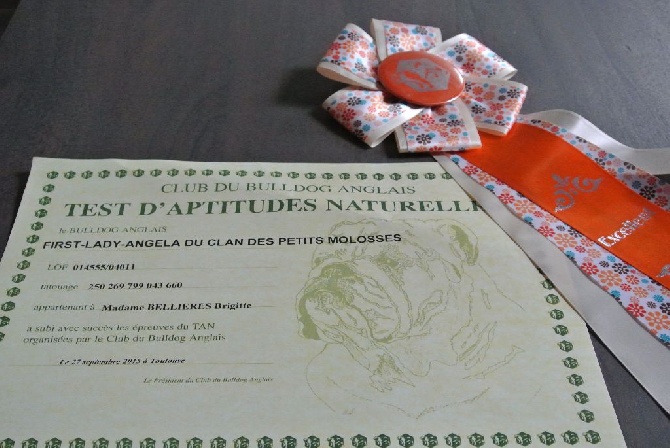 CLUB DU BULLDOG ANGLAIS
TEST D'APTITUDES NATURELLE
le BULLDOG ANGLAIS
FIRST-LADY-ANGELA DU CLAN DES PETITS MOLOSSES
LOF 014555/04011
tatouage 250 269 799 043 660
appartenant à Madame BELLIERES Brigitte
a subi avec succès les épreuves du TAN
organisées par le Club du Bulldog Anglais
Le 27 septembre 2015 à Toulouse
Le Président du Club du Bulldog Anglais
Excellent